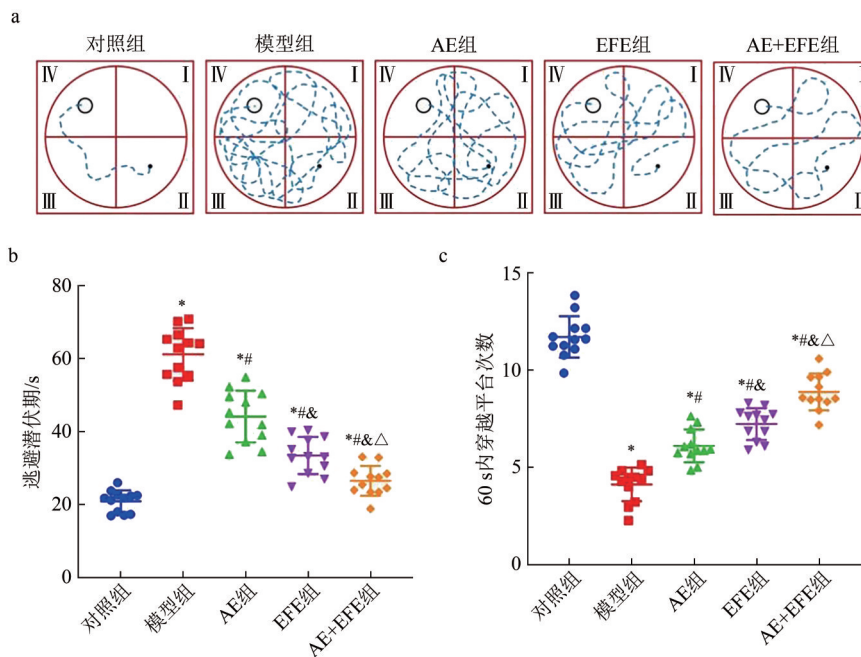 a
对照组 模型组 AE组 EFE组 AE+EFE组
Ⅳ Ⅰ Ⅳ Ⅰ Ⅳ Ⅰ Ⅳ Ⅰ Ⅳ Ⅰ
Ⅲ Ⅱ Ⅲ Ⅱ Ⅲ Ⅱ Ⅲ Ⅱ Ⅲ Ⅱ
b
逃避潜伏期/s
80
60
40
20
0
*
*#
*#&
*#&△
对照组
模型组
AE组
EFE组
AE+EFE组
c
60 s内穿越平台次数
15
10
5
0
*
*#
*#&
*#&△
对照组
模型组
AE组
EFE组
AE+EFE组